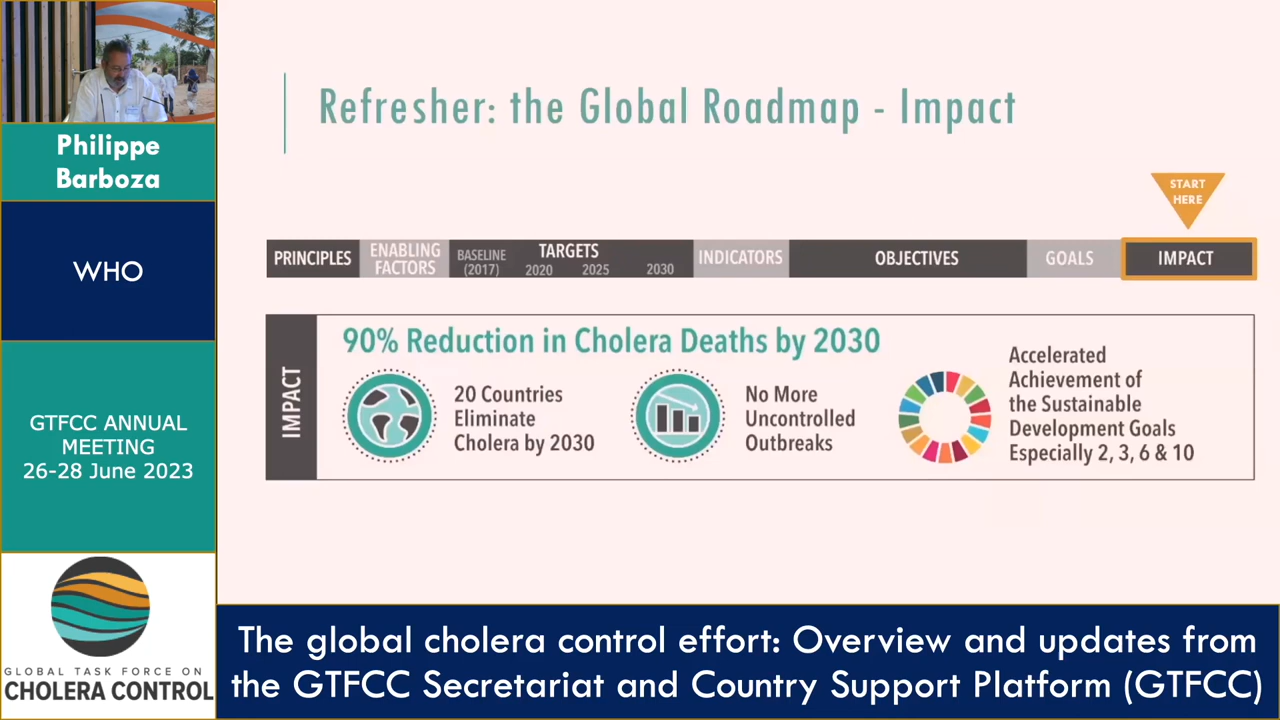 Philippe
Barboza
WHO
GTFCC ANNUAL
MEETING
26-28 June 2023
GLOBAL TASK FORCE ON
CHOLERA CONTROL
Refresher: the Global Roadmap - Impact
START
HERE
PRINCIPLES
ENABLING
FACTORS
TARGETS
BASELINE
(2017) 2020 2025 2030
INDICATORS
OBJECTIVES
GOALS
IMPACT
IMPACT
90% Reduction in Cholera Deaths by 2030
20 Countries
Eliminate
Cholera by 2030
No More
Uncontrolled
Outbreaks
Accelerated
Achievement of
the Sustainable
Development Goals
Especially 2, 3, 6 & 10
The global cholera control effort: Overview and updates from
the GTFCC Secretariat and Country Support Platform (GTFCC)